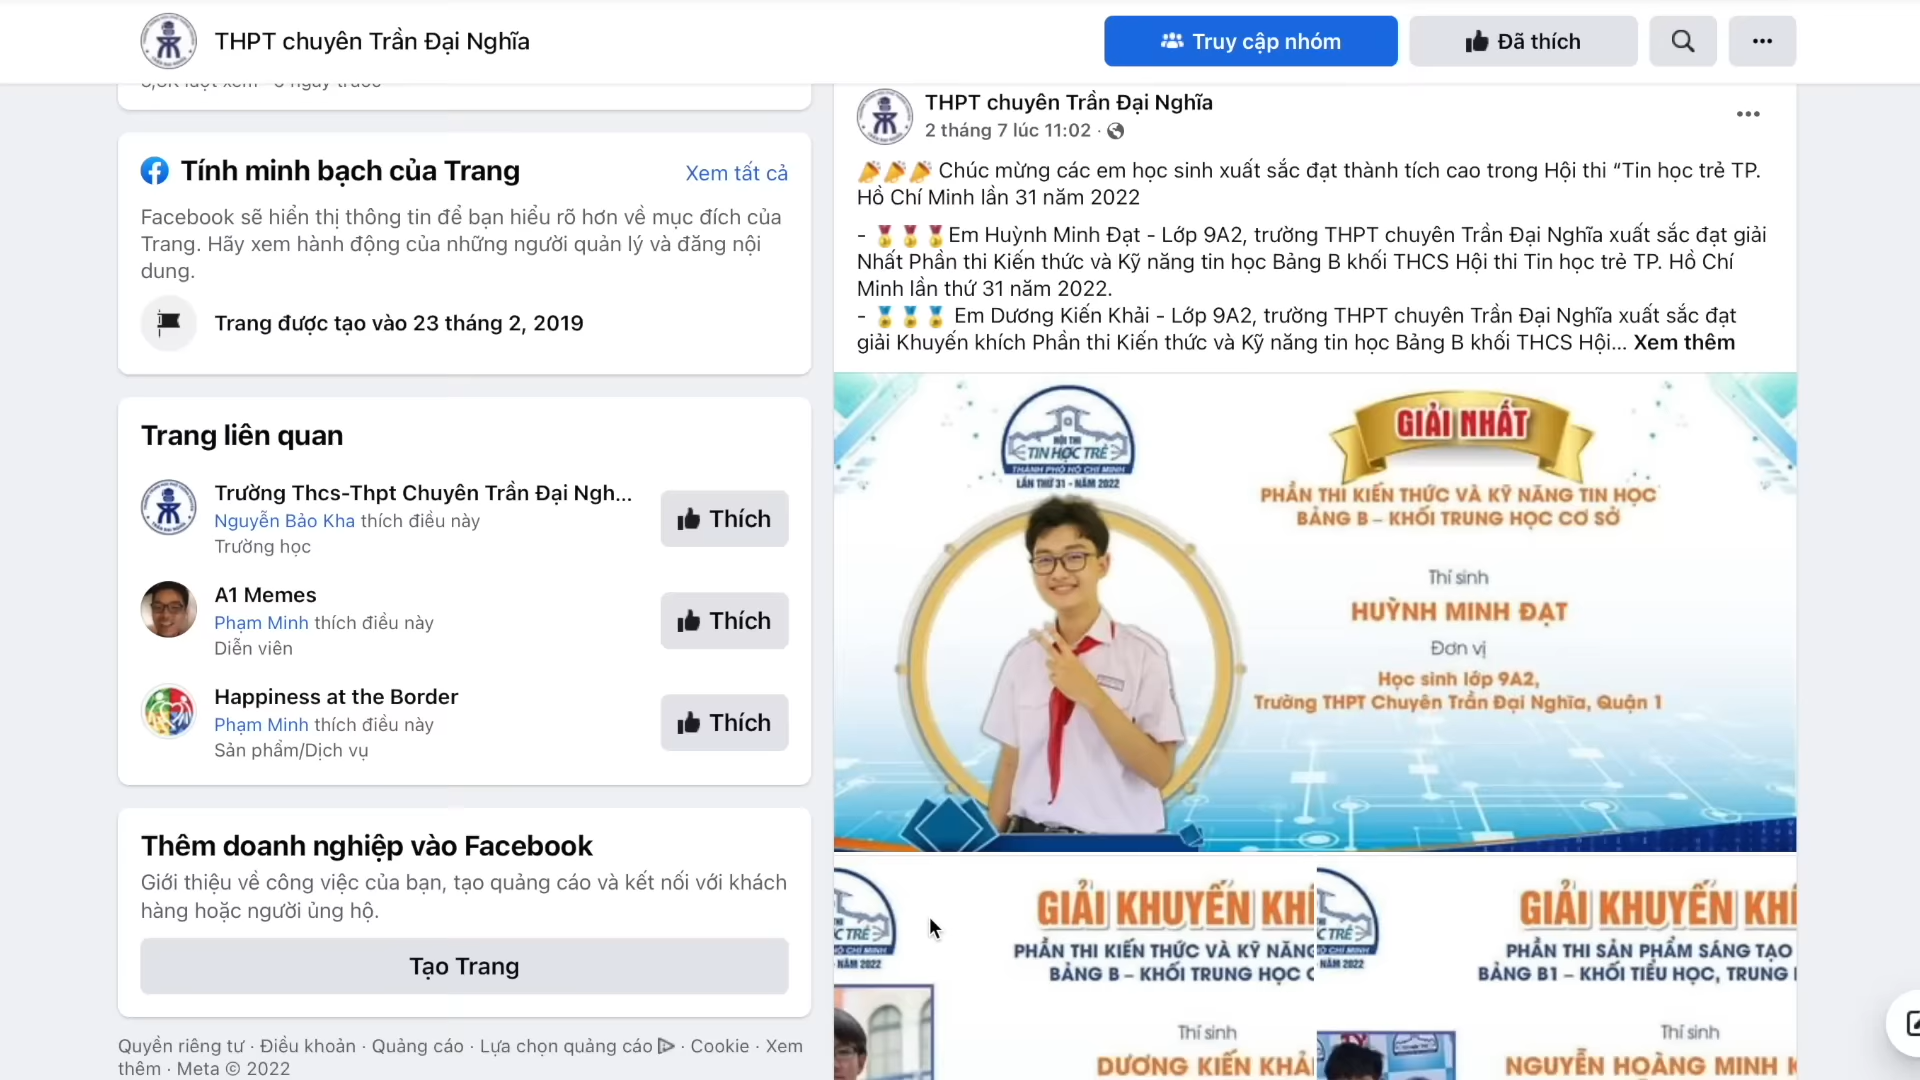 THPT chuyên Trần Đại Nghĩa
Truy cập nhóm
Đã thích
Tính minh bạch của Trang
Xem tất cả
Facebook sẽ hiển thị thông tin để bạn hiểu rõ hơn về mục đích của
Trang. Hãy xem hành động của những người quản lý và đăng nội
dung.
Trang được tạo vào 23 tháng 2, 2019
Trang liên quan
Trường Thcs-Thpt Chuyên Trần Đại Ngh...
Nguyễn Bảo Kha thích điều này
Trường học
Thích
A1 Memes
Phạm Minh thích điều này
Diễn viên
Thích
Happiness at the Border
Phạm Minh thích điều này
Sản phẩm/Dịch vụ
Thích
Thêm doanh nghiệp vào Facebook
Giới thiệu về công việc của bạn, tạo quảng cáo và kết nối với khách
hàng hoặc người ủng hộ.
Tạo Trang
Quyền riêng tư · Điều khoản · Quảng cáo · Lựa chọn quảng cáo · Cookie · Xem
thêm · Meta © 2022
THPT chuyên Trần Đại Nghĩa
2 tháng 7 lúc 11:02 ·
Chúc mừng các em học sinh xuất sắc đạt thành tích cao trong Hội thi “Tin học trẻ TP.
Hồ Chí Minh lần 31 năm 2022
- Em Huỳnh Minh Đạt - Lớp 9A2, trường THPT chuyên Trần Đại Nghĩa xuất sắc đạt giải
Nhất Phần thi Kiến thức và Kỹ năng tin học Bảng B khối THCS Hội thi Tin học trẻ TP. Hồ Chí
Minh lần thứ 31 năm 2022.
- Em Dương Kiến Khải - Lớp 9A2, trường THPT chuyên Trần Đại Nghĩa xuất sắc đạt
giải Khuyến khích Phần thi Kiến thức và Kỹ năng tin học Bảng B khối THCS Hội... Xem thêm
HỘI THI
TIN HỌC TRẺ
THÀNH PHỐ HỒ CHÍ MINH
LẦN THỨ 31 - NĂM 2022
GIẢI NHẤT
PHẦN THI KIẾN THỨC VÀ KỸ NĂNG TIN HỌC
BẢNG B – KHỐI TRUNG HỌC CƠ SỞ
Thí sinh
HUỲNH MINH ĐẠT
Đơn vị
Học sinh lớp 9A2,
Trường THPT Chuyên Trần Đại Nghĩa, Quận 1
C TRẺ
Ồ CHÍ MINH
NĂM 2022
GIẢI KHUYẾN KHÍ
PHẦN THI KIẾN THỨC VÀ KỸ NĂNG
BẢNG B – KHỐI TRUNG HỌC C
Thí sinh
DƯƠNG KIẾN KHẢI
C TRẺ
Ồ CHÍ MINH
NĂM 2022
GIẢI KHUYẾN KHÍ
PHẦN THI SẢN PHẨM SÁNG TẠO
BẢNG B1 – KHỐI TIỂU HỌC, TRUNG
Thí sinh
NGUYỄN HOÀNG MINH K